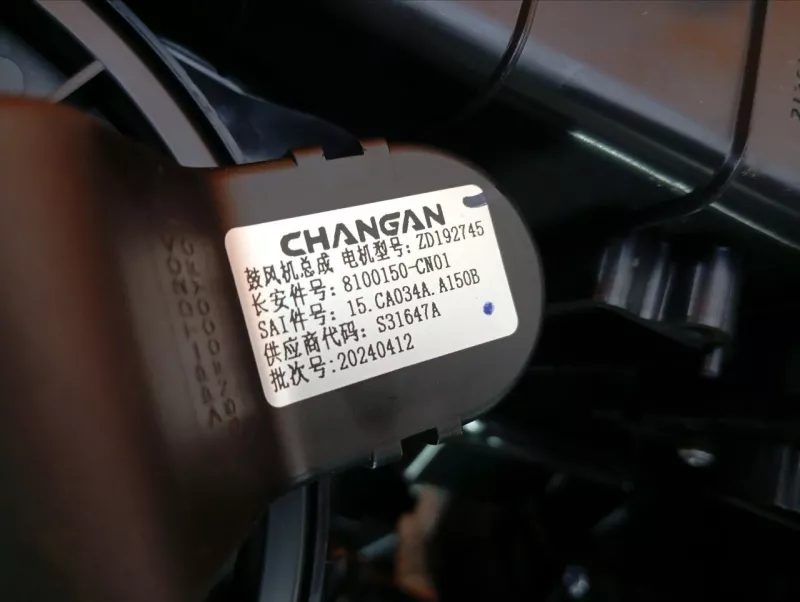 CHANGAN
鼓风机总成 电机型号: ZD192745
长安件号: 8100150-CN01
SAI件号: 15.CA034A.A150B
供应商代码: S31647A
批次号:20240412